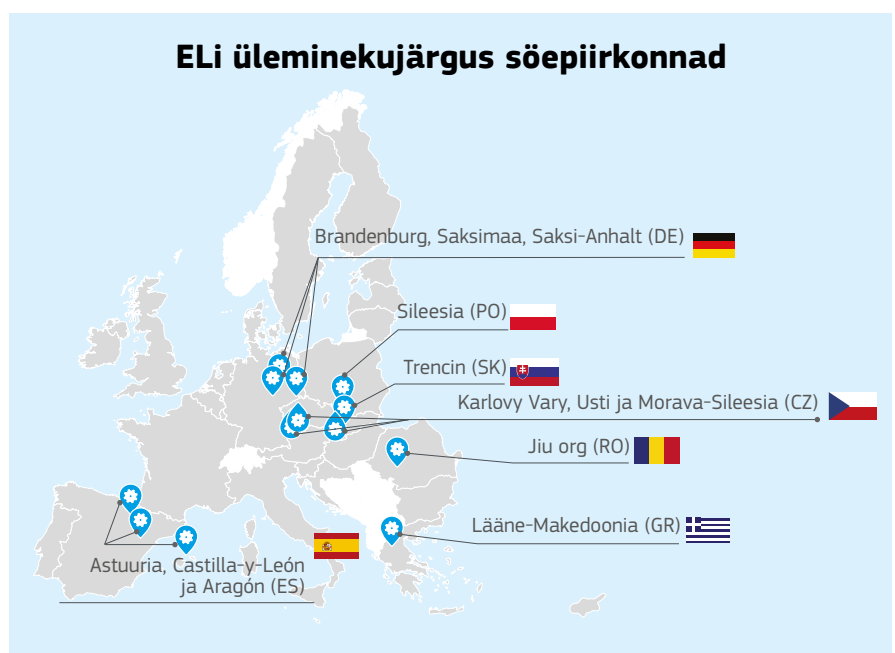 ELi üleminekujärgus söepiirkonnad
Brandenburg, Saksimaa, Saksi-Anhalt (DE)
Sileesia (PO)
Trencin (SK)
Karlovy Vary, Usti ja Morava-Sileesia (CZ)
Jiu org (RO)
Lääne-Makedoonia (GR)
Astuuria, Castilla-y-León
ja Aragón (ES)